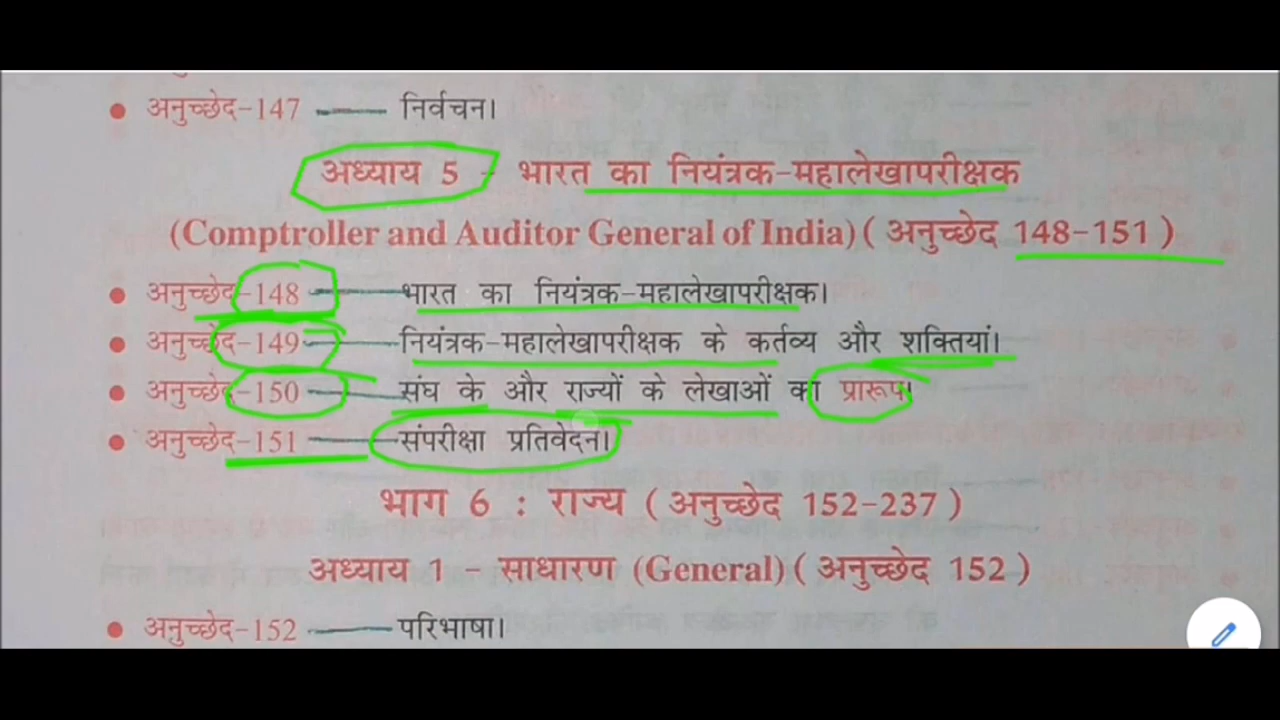 अनुच्छेद-147 —— निर्वचन।
अध्याय 5 - भारत का नियंत्रक-महालेखापरीक्षक
(Comptroller and Auditor General of India) ( अनुच्छेद 148-151 )
अनुच्छेद-148 —— भारत का नियंत्रक-महालेखापरीक्षक।
अनुच्छेद-149 —— नियंत्रक-महालेखापरीक्षक के कर्तव्य और शक्तियां।
अनुच्छेद-150 —— संघ के और राज्यों के लेखाओं का प्रारूप।
अनुच्छेद-151 —— संपरीक्षा प्रतिवेदन।
भाग 6 : राज्य ( अनुच्छेद 152-237 )
अध्याय 1 - साधारण (General) ( अनुच्छेद 152 )
अनुच्छेद-152 —— परिभाषा।